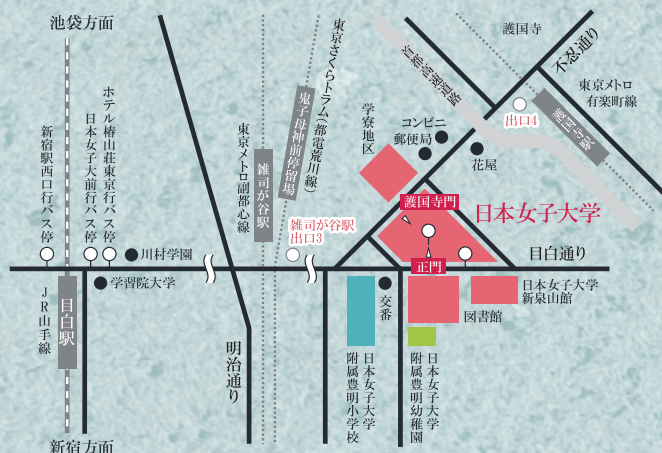 池袋方面
新宿駅西口行バス停
日本女子大前行バス停
ホテル椿山荘東京行バス停
川村学園
学習院大学
JR山手線
目白駅
新宿方面
東京メトロ副都心線
雑司が谷駅
鬼子母神前停留場
東京さくらトラム(都電荒川線)
雑司が谷駅
出口3
明治通り
首都高速道路
学寮地区
コンビニ
郵便局
花屋
護国寺
不忍通り
東京メトロ
有楽町線
護国寺駅
出口4
護国寺門
日本女子大学
正門
目白通り
日本女子大学
新泉山館
図書館
交番
日本女子大学
附属豊明小学校
日本女子大学
附属豊明幼稚園